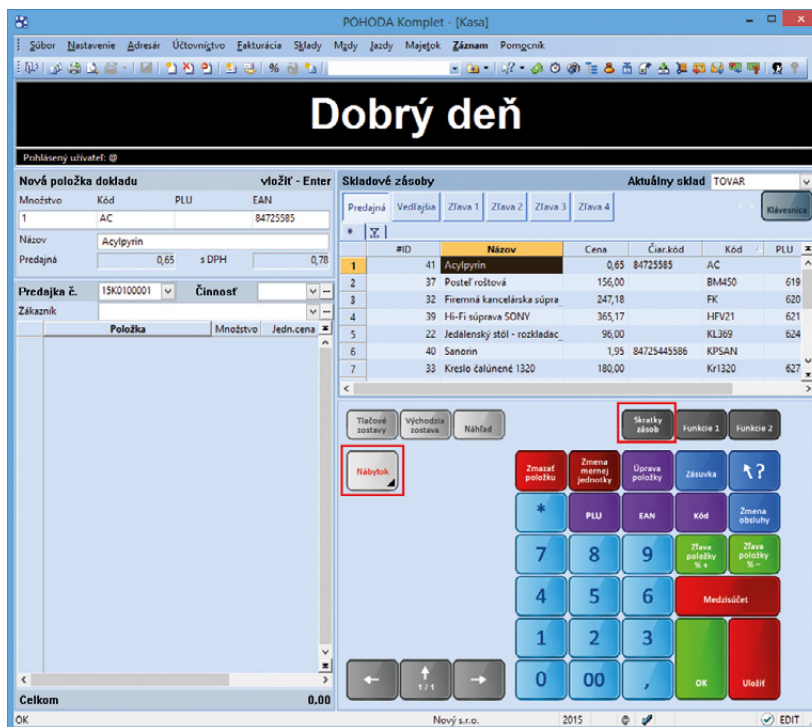 POHODA Komplet - [Kasa]
Súbor Nastavenie Adresár Účtovníctvo Fakturácia Sklady Mzdy Jazdy Majetok Záznam Pomocník
Dobrý deň
Prihlásený užívateľ: @
Nová položka dokladu vložiť - Enter
Množstvo Kód PLU EAN
1 AC 84725585
Názov Acylpyrin
Predajná 0,65 s DPH 0,78
Predajka č. 15K0100001 Činnosť
Zákazník
Položka Množstvo Jedn.cena
Celkom 0.00
Skladové zásoby Aktuálny sklad TOVAR
Predajná Vedľajšia Zľava 1 Zľava 2 Zľava 3 Zľava 4 Klávesnica
#ID Názov Cena Čiar.kód Kód PLU
1 41 Acylpyrin 0,65 84725585 AC
2 37 Posteľ roštová 156,00 BM450 619
3 32 Firemná kancelárska súpra 247,18 FK 620
4 39 Hi-Fi súprava SONY 365,17 HFV21 621
5 22 Jedálenský stôl - rozkladac 96,00 KL369 624
6 40 Sanorin 1,95 84725445586 KPSAN
7 33 Kreslo čalúnené 1320 180,00 Kr1320 627
Tlačové zostavy Východzia zostava Náhľad Skratky zásob Funkcie 1 Funkcie 2
Nábytok Zmazať položku Zmena mernej jednotky Úprava položky Zásuvka ?
* PLU EAN Kód Zmena obsluhy
7 8 9 Zľava položky % + Zľava položky % −
4 5 6 Medzisúčet
1 2 3
1 / 1 0 00 , OK Uložiť
OK Nový s.r.o. 2015 @ EDIT